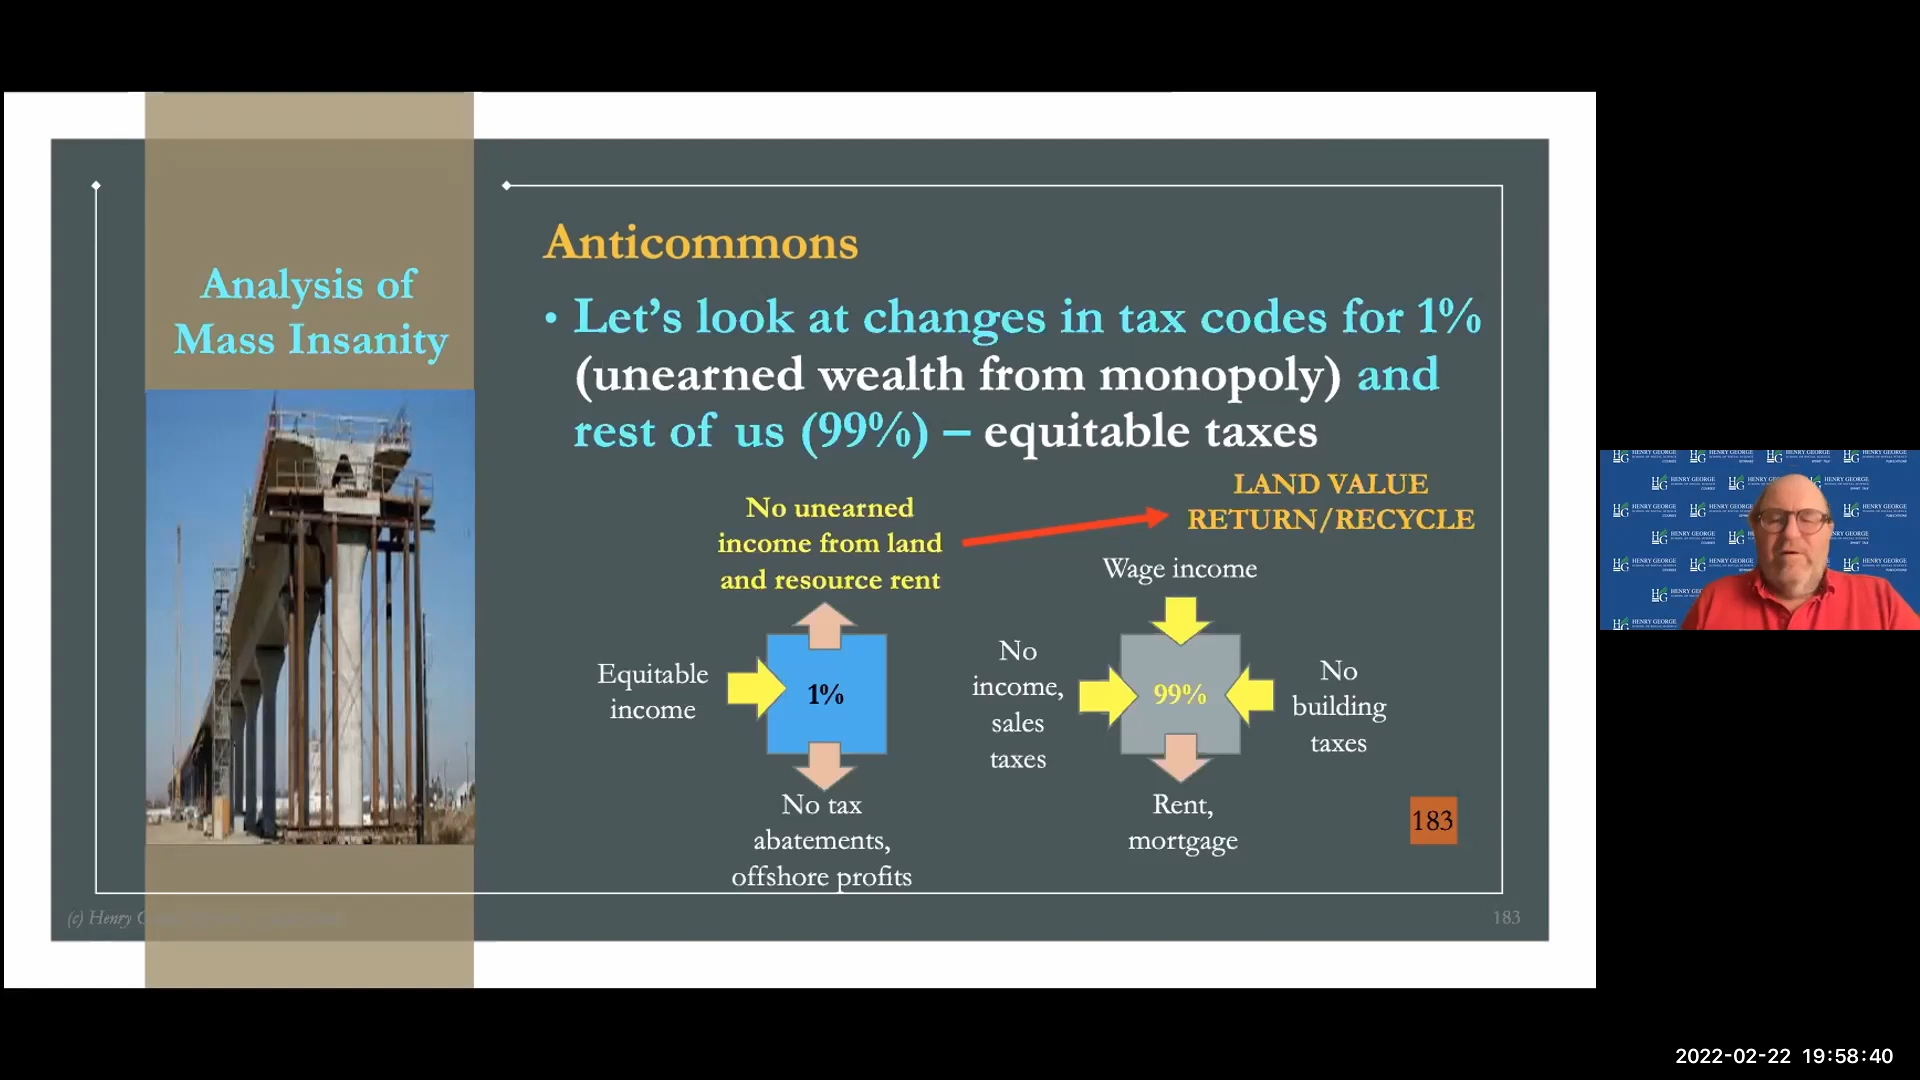 Analysis of
Mass Insanity
Anticommons
• Let’s look at changes in tax codes for 1%
(unearned wealth from monopoly) and
rest of us (99%) – equitable taxes
No unearned
income from land
and resource rent
LAND VALUE
RETURN/RECYCLE
Equitable
income
1%
No tax
abatements,
offshore profits
Wage income
No
income,
sales
taxes
99%
No
building
taxes
Rent,
mortgage
183
(c) Henry
183
HENRY GEORGE
2022-02-22 19:58:40